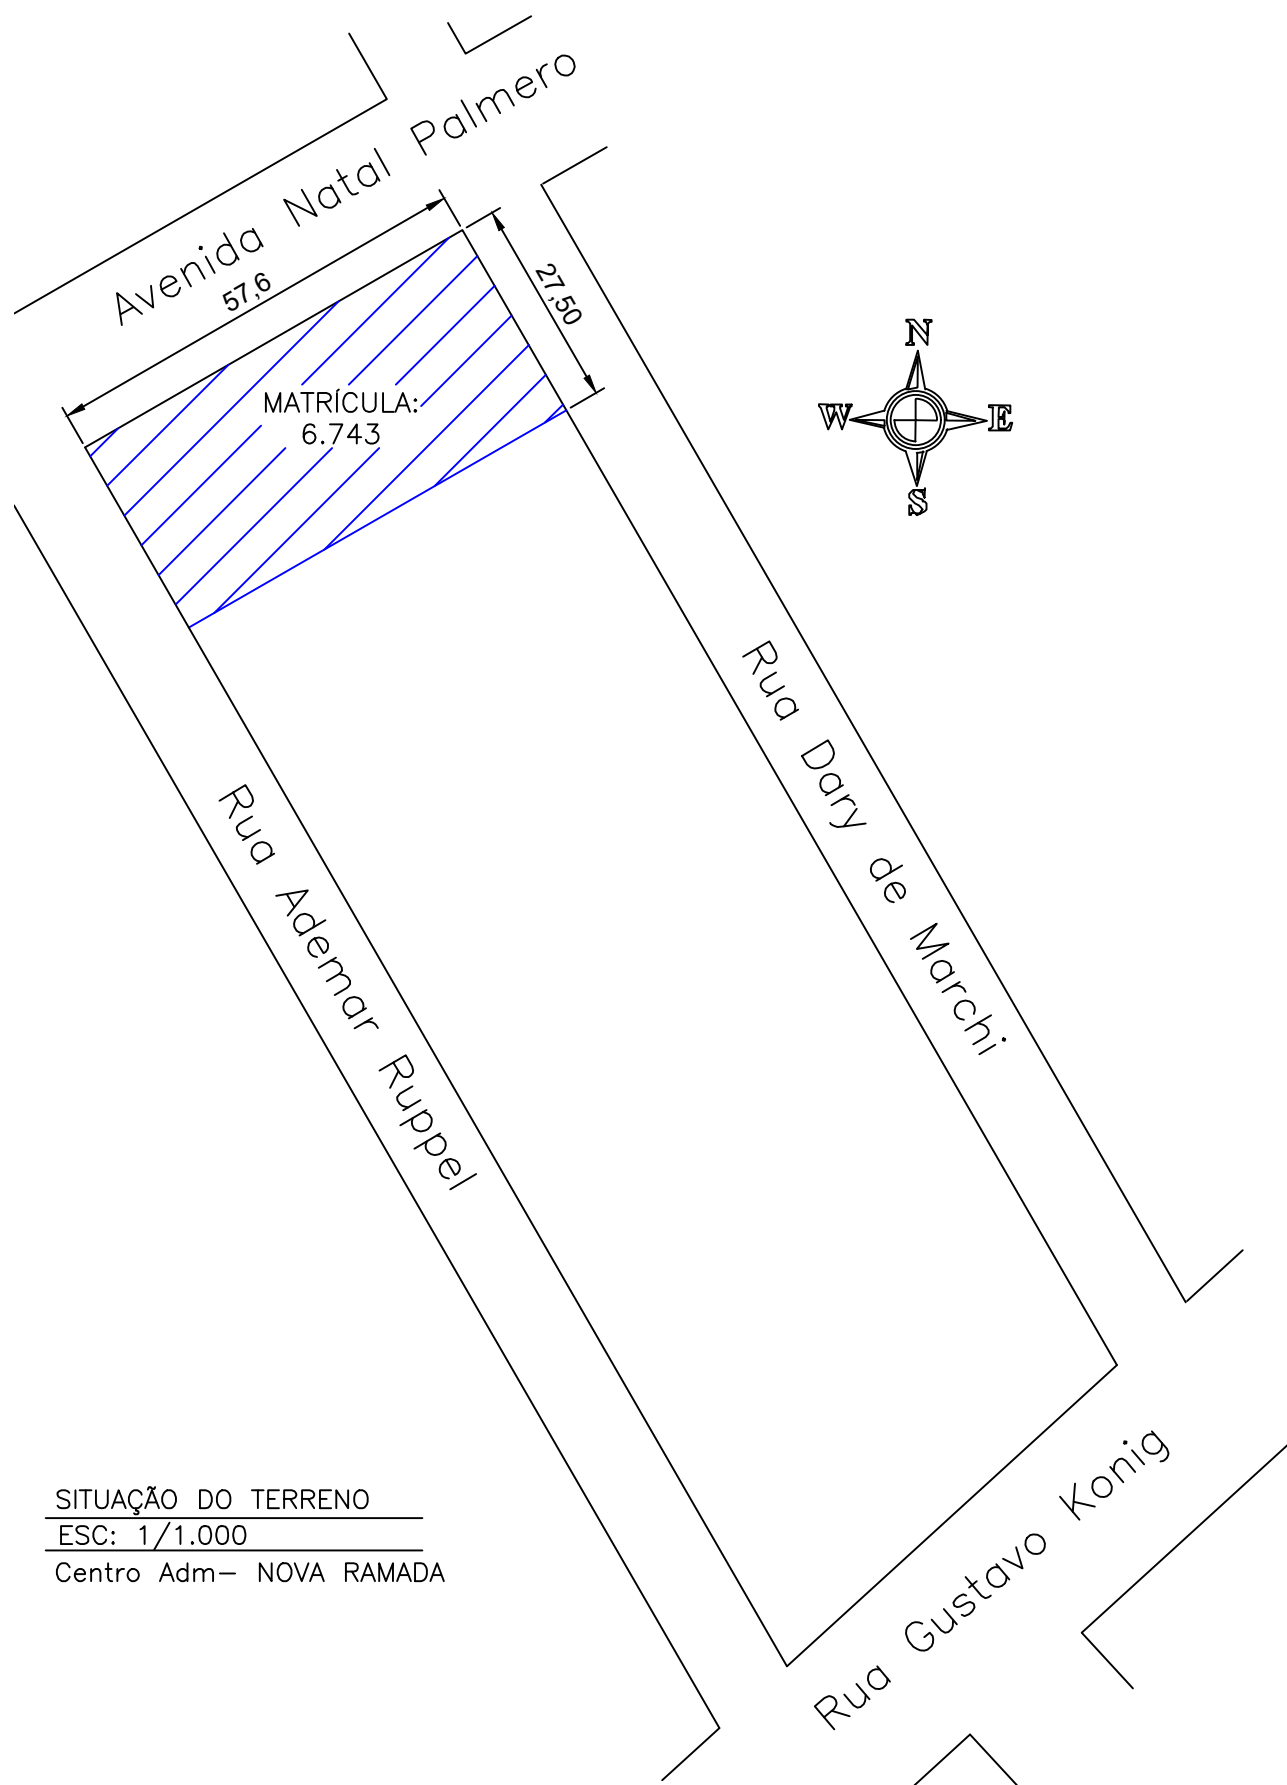 Avenida Natal Palmero
57,6
27,50
MATRÍCULA:
6.743
N
W
E
S
Rua Dary de Marchi
Rua Ademar Ruppel
Rua Gustavo Konig
SITUAÇÃO DO TERRENO
ESC: 1/1.000
Centro Adm– NOVA RAMADA